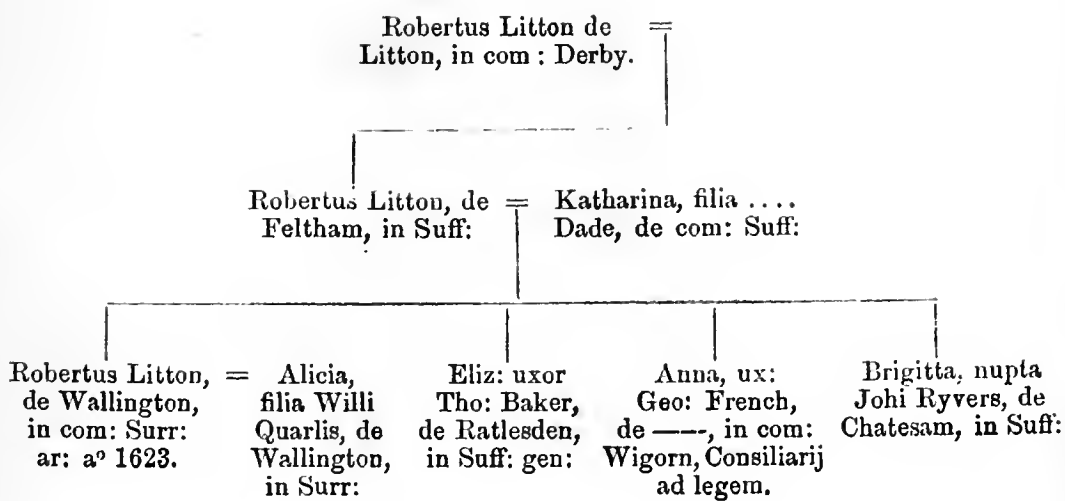 Robertus Litton de =
Litton, in com : Derby.
Robertus Litton, de = Katharina, filia ....
Feltham, in Suff: Dade, de com: Suff:
Robertus Litton, =
de Wallington,
in com: Surr:
ar: aº 1623.
Alicia,
filia Willi
Quarlis, de
Wallington,
in Surr:
Eliz: uxor
Tho: Baker,
de Ratlesden,
in Suff: gen:
Anna, ux:
Geo: French,
de ——, in com:
Wigorn, Consiliarij
ad legem.
Brigitta, nupta
Johi Ryvers, de
Chatesam, in Suff: